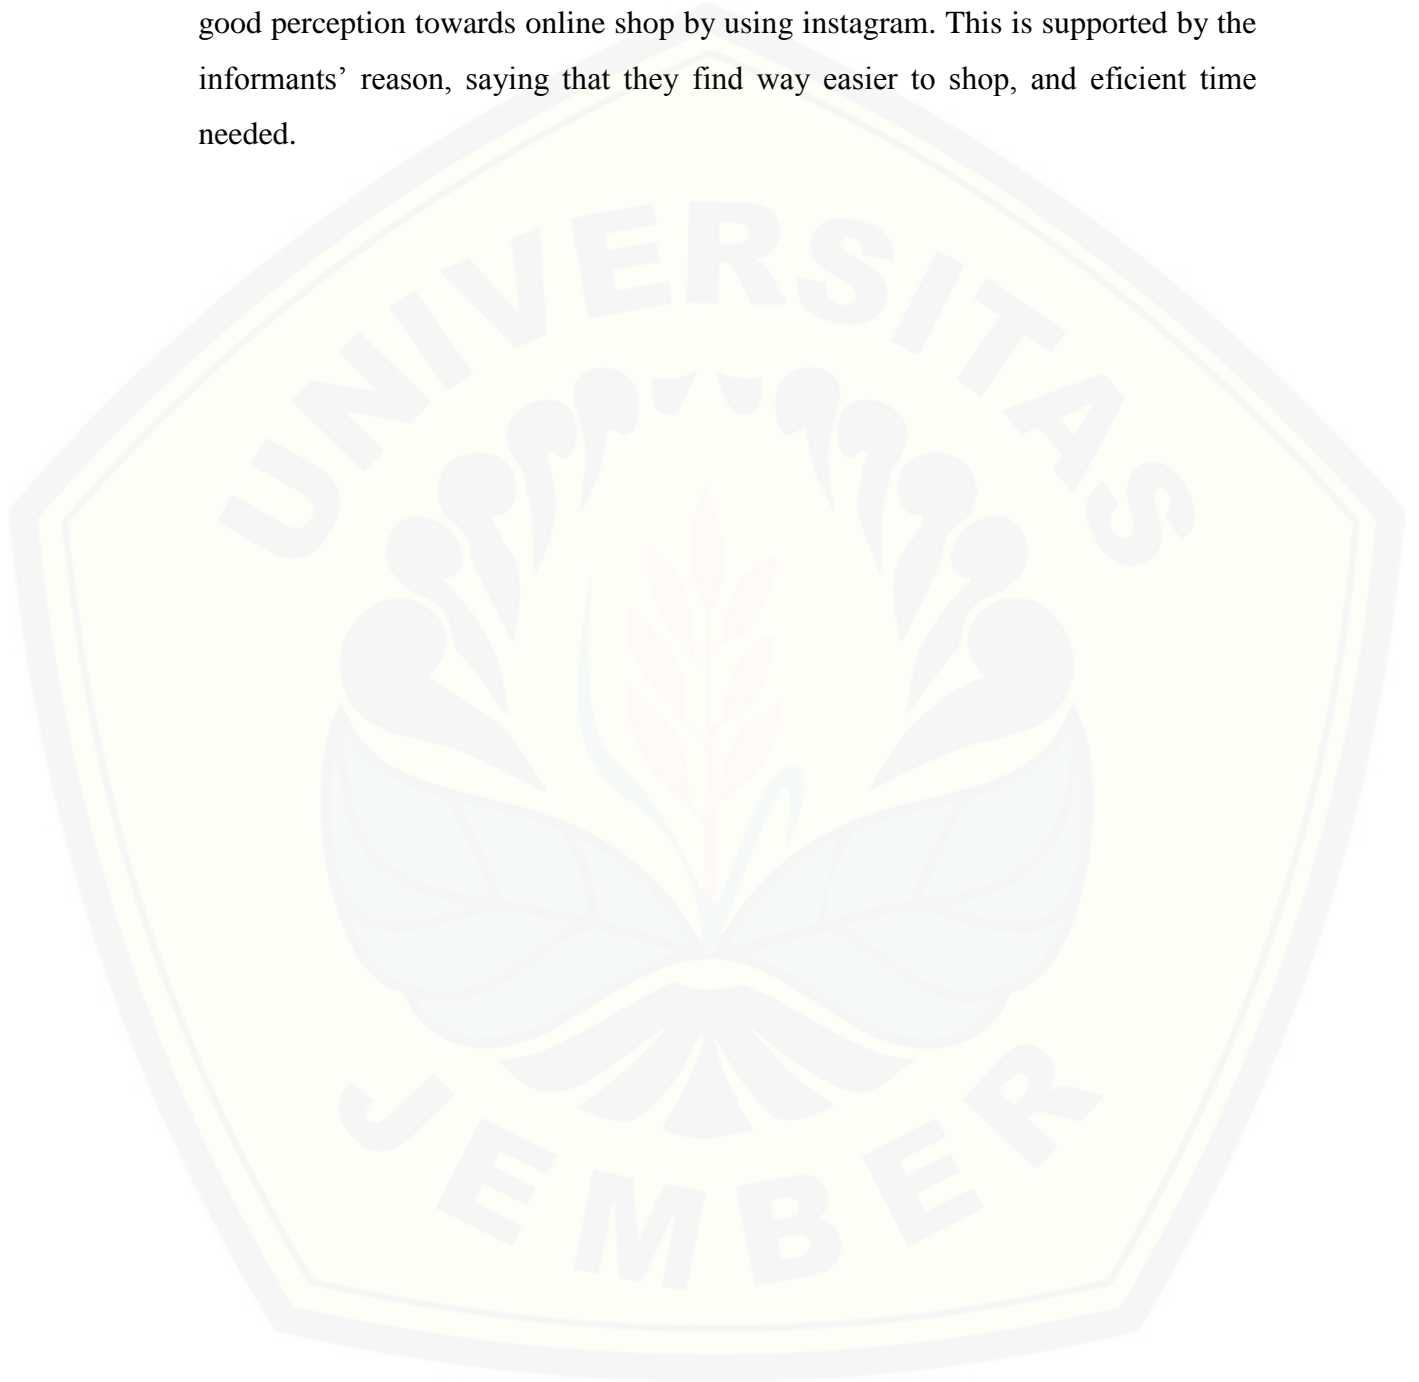 good perception towards online shop by using instagram. This is supported by the
informants’ reason, saying that they find way easier to shop, and eficient time
needed.
UNIVERSITAS
JEMBER